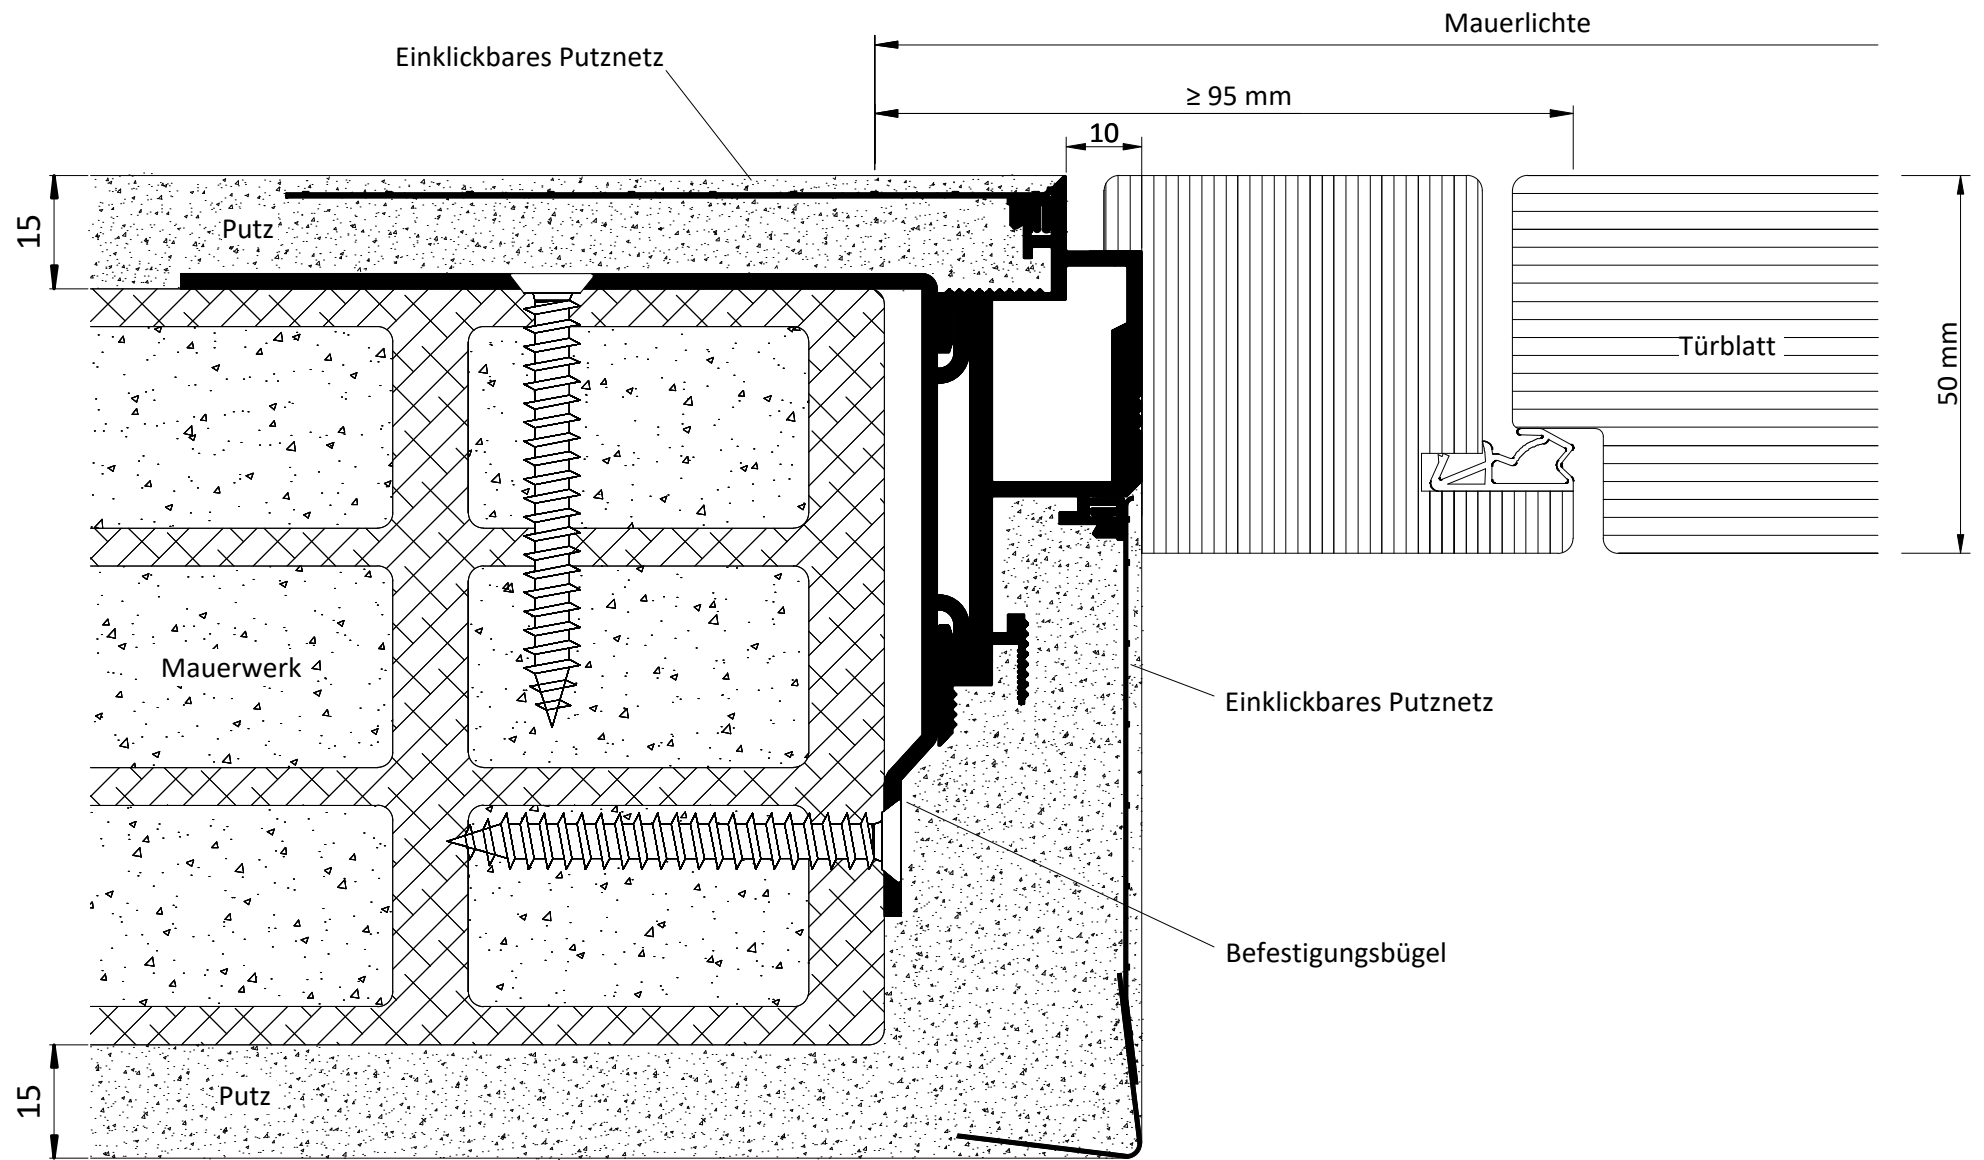 Mauerlichte
Einklickbares Putznetz
≥ 95 mm
10
15
Putz
Türblatt
50 mm
Mauerwerk
Einklickbares Putznetz
Befestigungsbügel
15
Putz